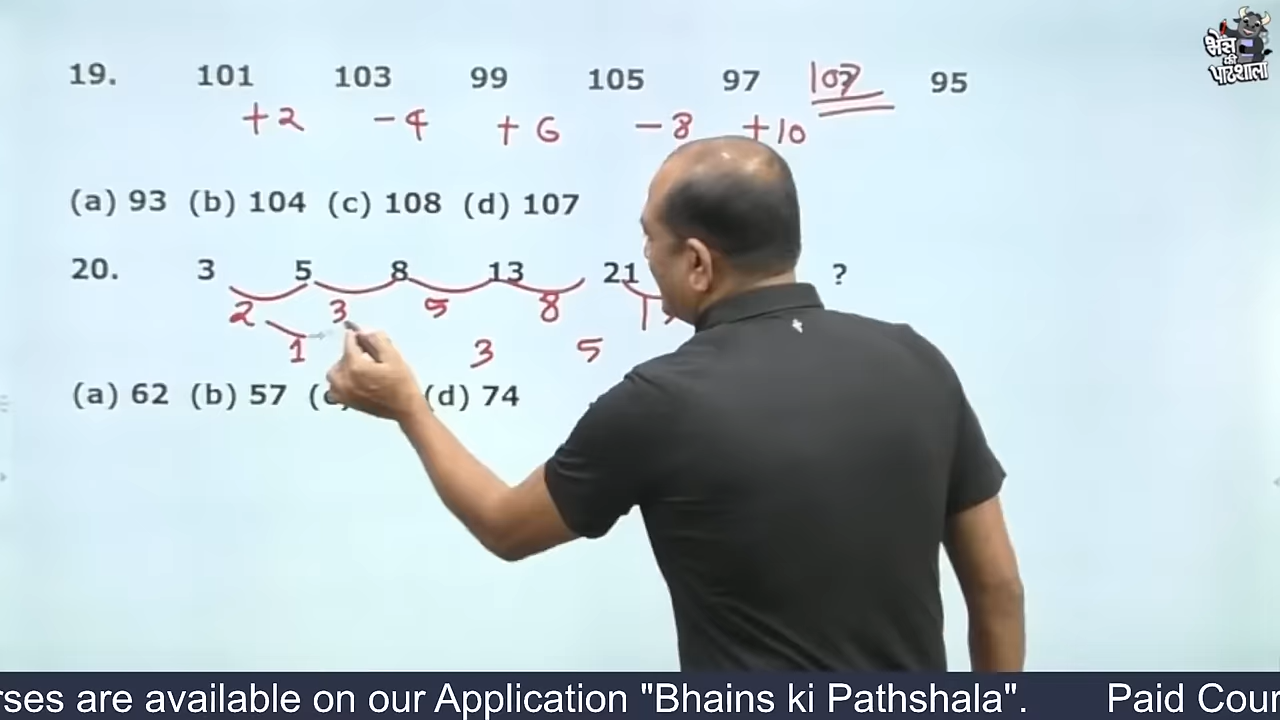 भैंस की पाठशाला
19. 101 103 99 105 97 107 95
+2 -4 +6 -8 +10
(a) 93 (b) 104 (c) 108 (d) 107
20. 3 5 8 13 21 ?
2 3 5 8
1 3 5
(a) 62 (b) 57 (d) 74
rses are available on our Application "Bhains ki Pathshala". Paid Cour